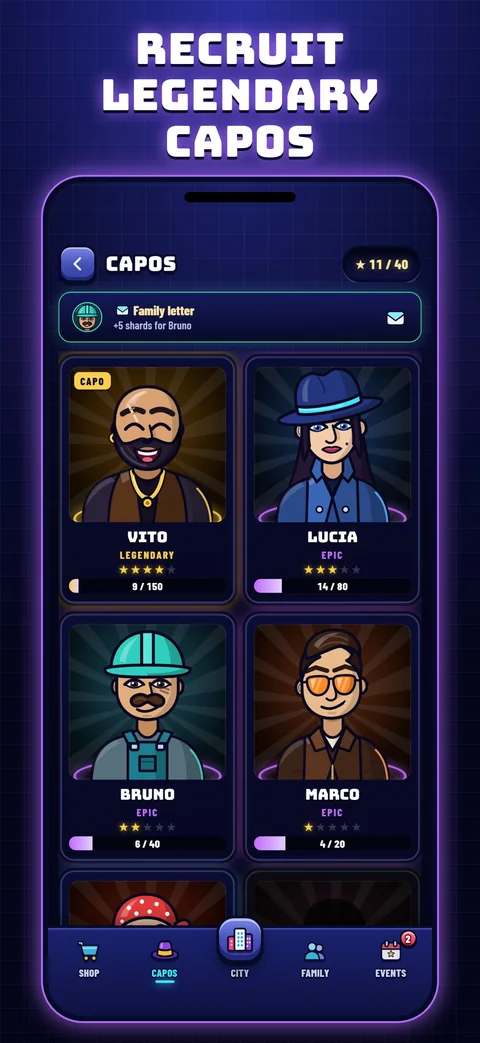 RECRUIT
LEGENDARY
CAPOS
CAPOS
★ 11 / 40
Family letter
+5 shards for Bruno
CAPO
VITO
LEGENDARY
9 / 150
LUCIA
EPIC
14 / 80
BRUNO
EPIC
6 / 40
MARCO
EPIC
4 / 20
SHOP
CAPOS
CITY
FAMILY
2
EVENTS